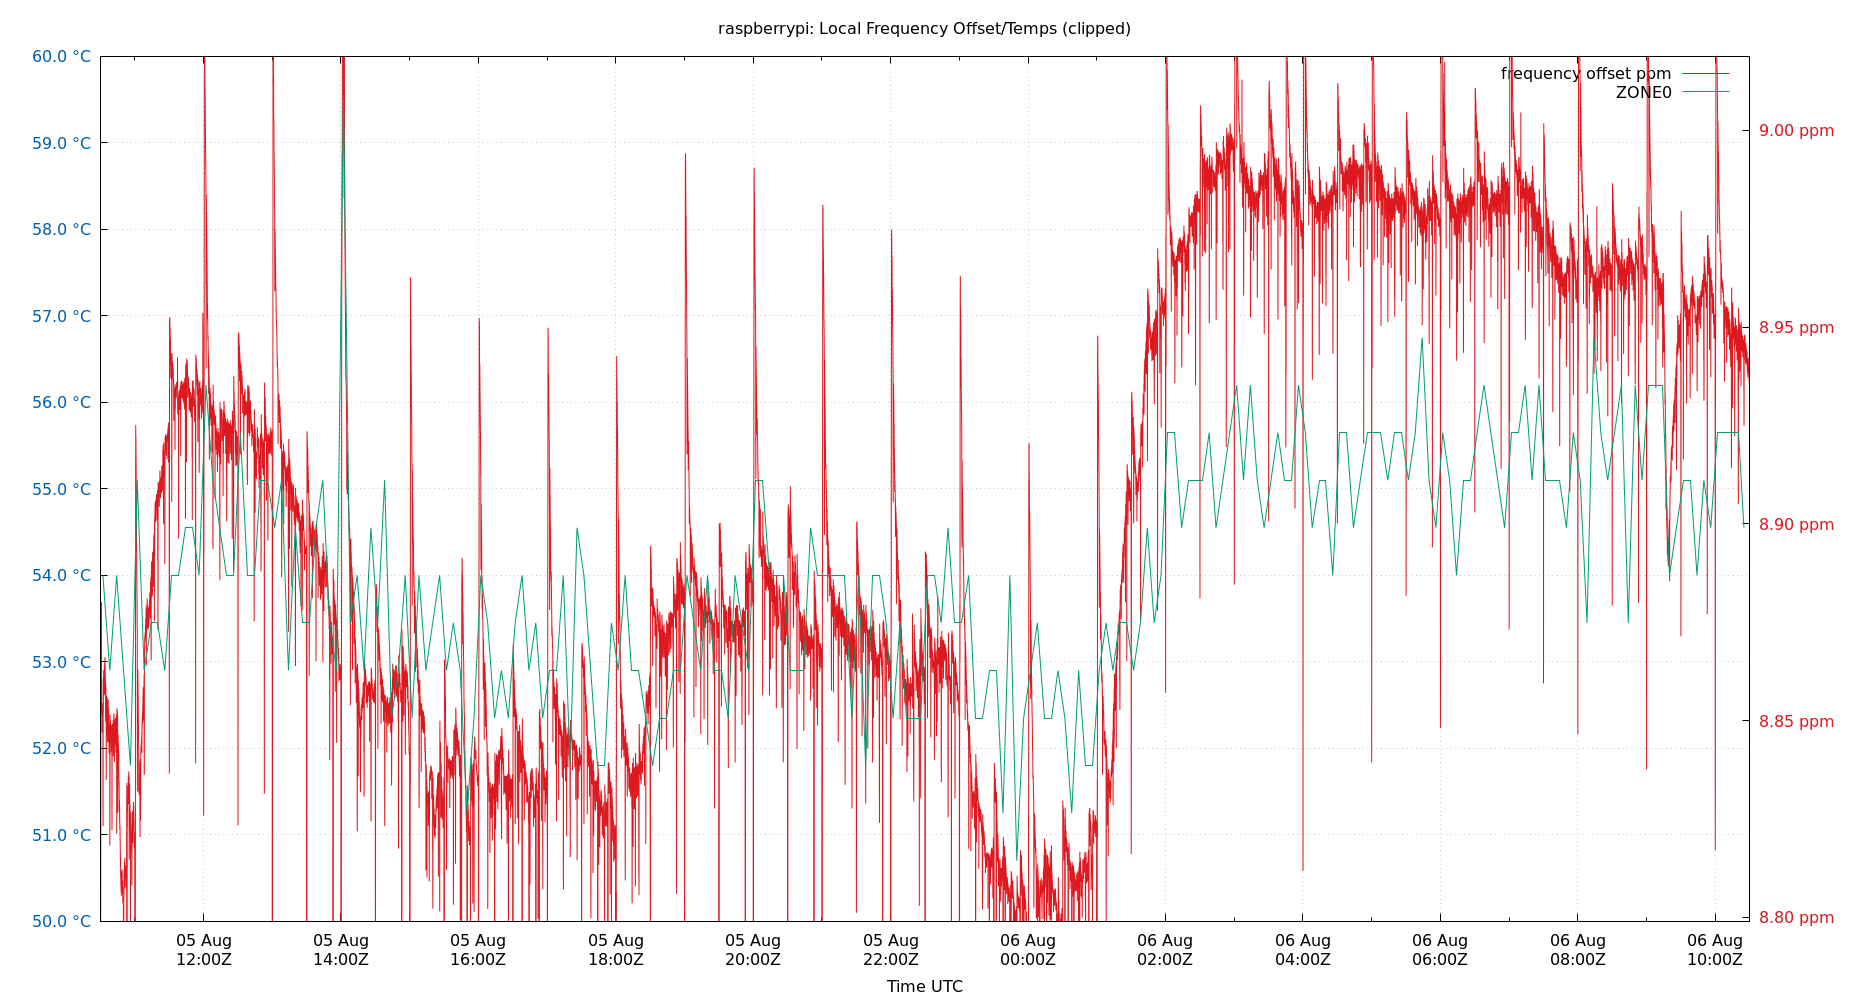 raspberrypi: Local Frequency Offset/Temps (clipped)
60.0 °C
59.0 °C
58.0 °C
57.0 °C
56.0 °C
55.0 °C
54.0 °C
53.0 °C
52.0 °C
51.0 °C
50.0 °C
frequency offset ppm
ZONE0
9.00 ppm
8.95 ppm
8.90 ppm
8.85 ppm
8.80 ppm
05 Aug
12:00Z
05 Aug
14:00Z
05 Aug
16:00Z
05 Aug
18:00Z
05 Aug
20:00Z
05 Aug
22:00Z
06 Aug
00:00Z
06 Aug
02:00Z
06 Aug
04:00Z
06 Aug
06:00Z
06 Aug
08:00Z
06 Aug
10:00Z
Time UTC